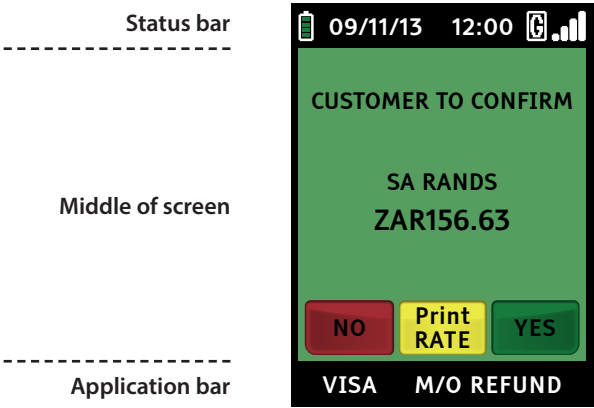 Status bar
09/11/13 12:00 G
CUSTOMER TO CONFIRM
SA RANDS
Middle of screen
ZAR156.63
NO
Print
RATE
YES
Application bar
VISA M/O REFUND